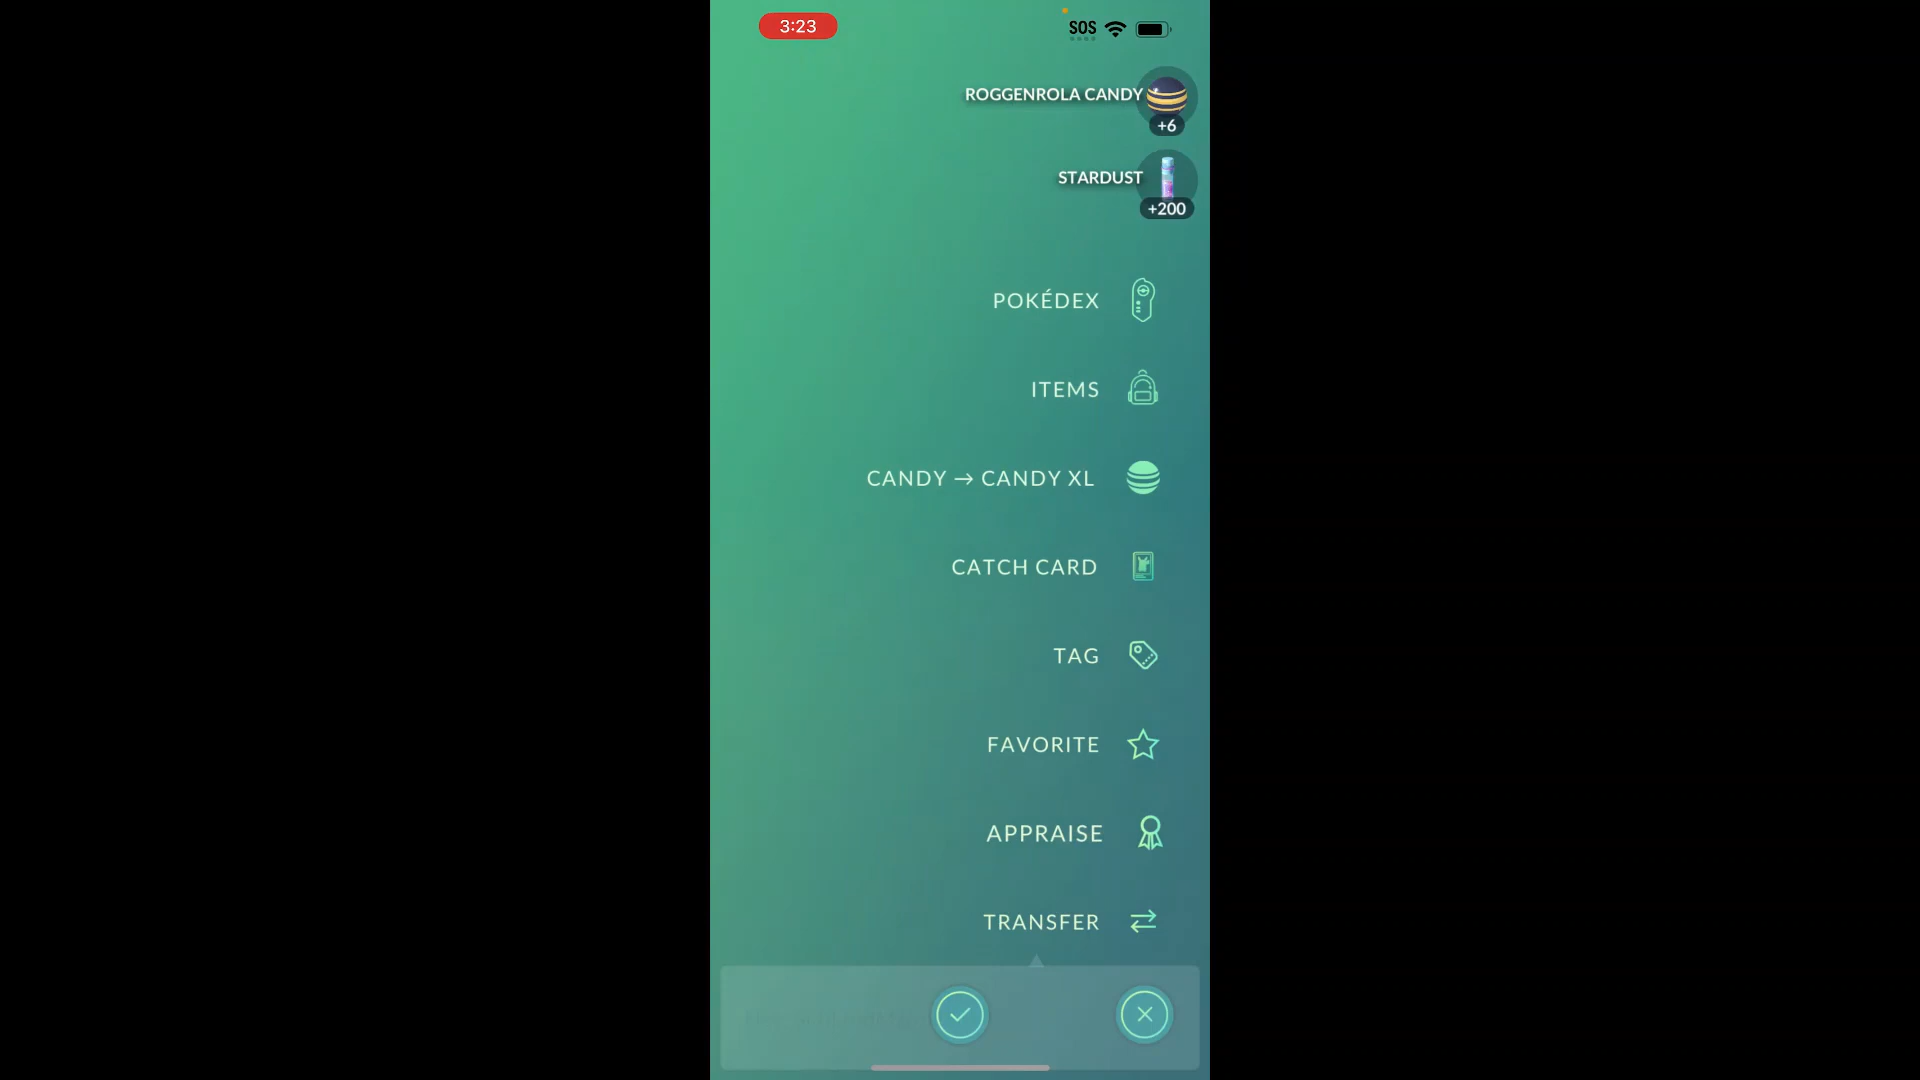 3:23
SOS
ROGGENROLA CANDY
+6
STARDUST
+200
POKÉDEX
ITEMS
CANDY → CANDY XL
CATCH CARD
TAG
FAVORITE
APPRAISE
TRANSFER